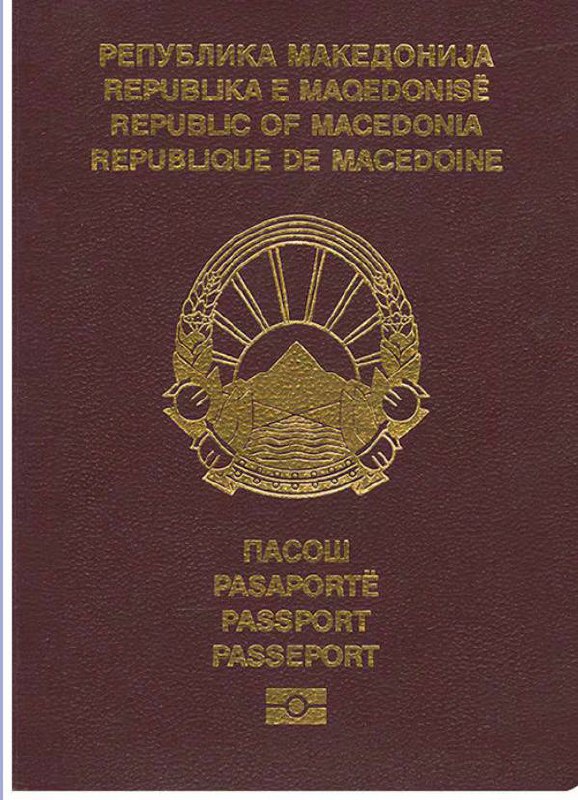 РЕПУБЛИКА МАКЕДОНИЈА
REPUBLIKA E MAQEDONISË
REPUBLIC OF MACEDONIA
REPUBLIQUE DE MACEDOINE
ПАСОШ
PASAPORTË
PASSPORT
PASSEPORT